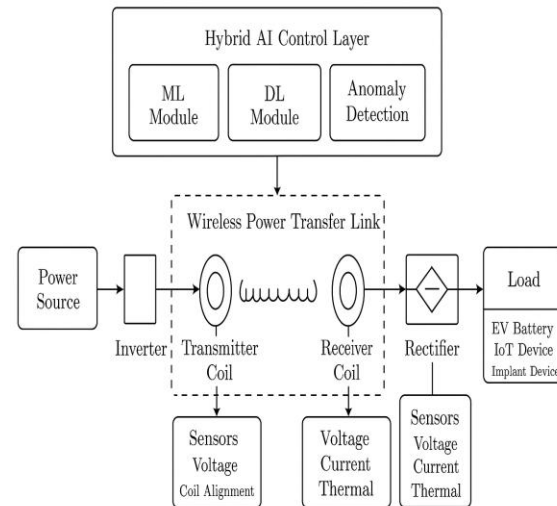 Hybrid AI Control Layer
ML
Module
DL
Module
Anomaly
Detection
Wireless Power Transfer Link
Power
Source
Inverter
Transmitter
Coil
Receiver
Coil
Rectifier
Load
EV Battery
IoT Device
Implant Device
Sensors
Voltage
Coil Alignment
Voltage
Current
Thermal
Sensors
Voltage
Current
Thermal